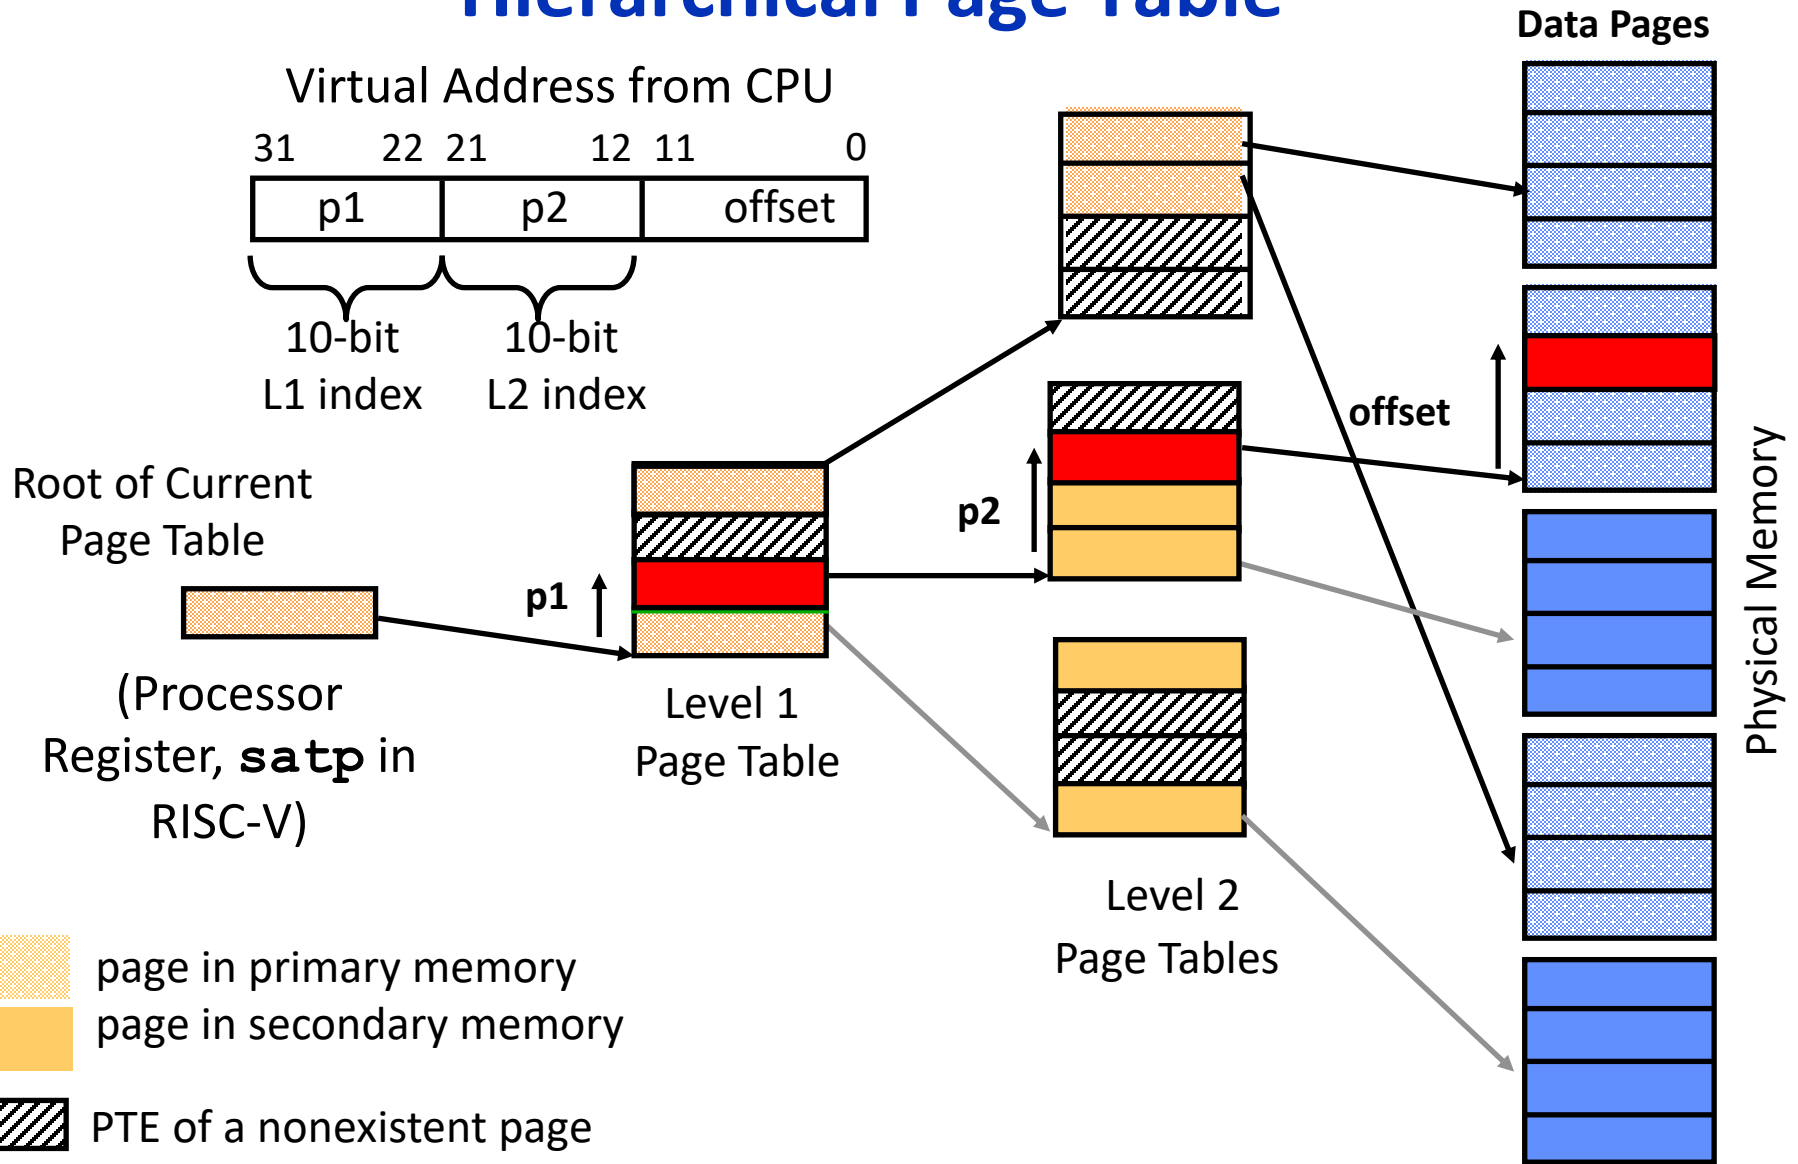 Hierarchical Page Table
Data Pages
Virtual Address from CPU
31 22 21 12 11 0
p1 p2 offset
10-bit
L1 index
10-bit
L2 index
offset
Root of Current
Page Table
p2
p1
(Processor
Register, satp in
RISC-V)
Level 1
Page Table
Level 2
Page Tables
Physical Memory
page in primary memory
page in secondary memory
PTE of a nonexistent page